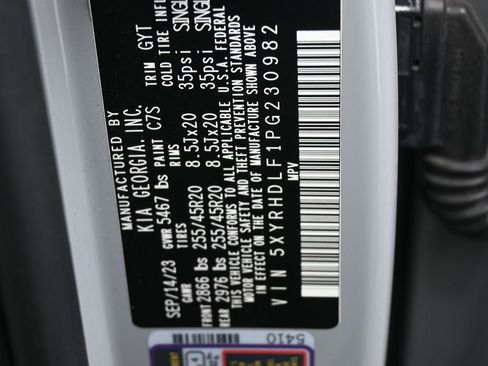 MANUFACTURED BY
KIA GEORGIA, INC.
SEP/14/23 GVWR 5467 lbs PAINT C7S TRIM GYT
GAWR TIRES RIMS COLD TIRE INFL
FRONT 2866 lbs 255/45R20 8.5Jx20 35psi SINGL
REAR 2976 lbs 255/45R20 8.5Jx20 35psi SINGL
THIS VEHICLE CONFORMS TO ALL APPLICABLE U.S.A. FEDERAL
MOTOR VEHICLE SAFETY AND THEFT PREVENTION STANDARDS
IN EFFECT ON THE DATE OF MANUFACTURE SHOWN ABOVE
VIN 5XYRHDLF1PG230982
MPV
5410